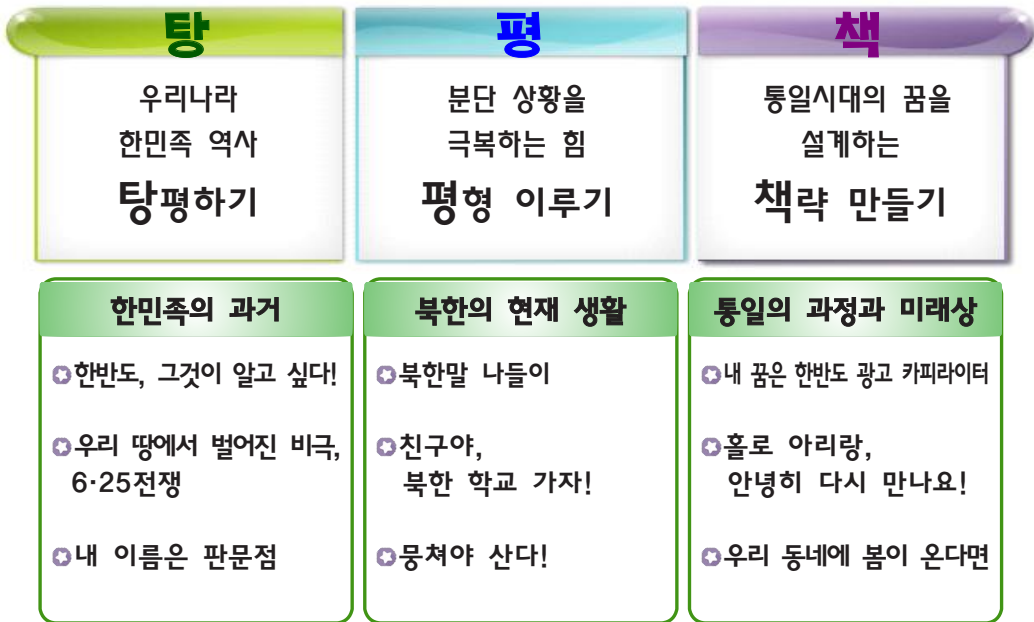 탕
우리나라
한민족 역사
탕평하기
평
분단 상황을
극복하는 힘
평형 이루기
책
통일시대의 꿈을
설계하는
책략 만들기
한민족의 과거
한반도, 그것이 알고 싶다!
우리 땅에서 벌어진 비극,
6·25전쟁
내 이름은 판문점
북한의 현재 생활
북한말 나들이
친구야,
북한 학교 가자!
뭉쳐야 산다!
통일의 과정과 미래상
내 꿈은 한반도 광고 카피라이터
홀로 아리랑,
안녕히 다시 만나요!
우리 동네에 봄이 온다면